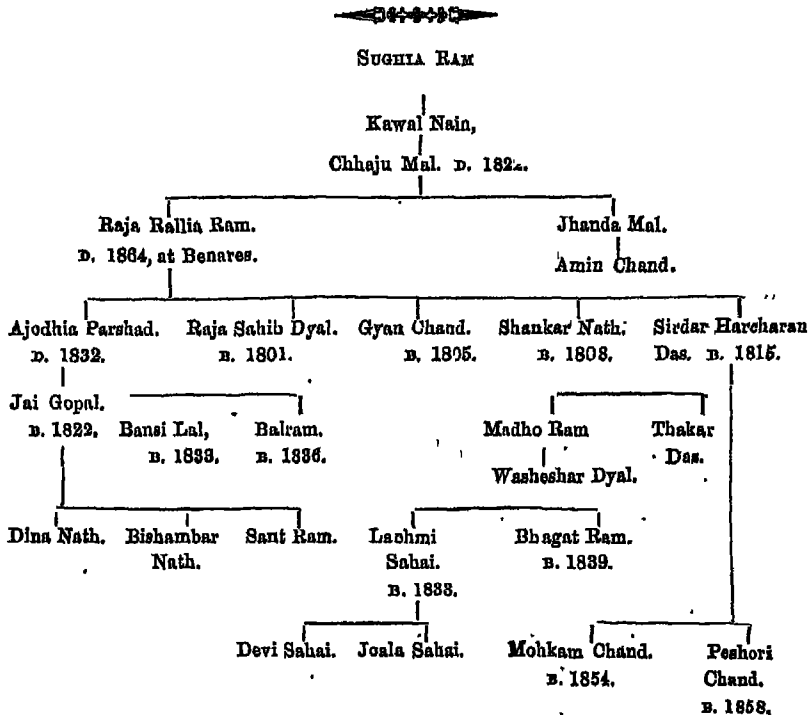 SUGHIA RAM
Kawal Nain,
Chhaju Mal. D. 182
Raja Rallia Ram. Jhanda Mal.
D. 1864, at Benares. Amin Chand.
Ajodhia Parshad. Raja Sahib Dyal. Gyan Chand. Shankar Nath. Sirdar Harcharan
D. 1832. B. 1801. B. 1805. B. 1808. Das. B. 1815.
Jai Gopal.
B. 1822. Bansi Lal, Balram. Madho Ram Thakar
B. 1833. B. 1836. Das.
Washeshar Dyal.
Dina Nath. Bishambar Sant Ram. Lachmi Bhagat Ram.
Nath. Sahai. B. 1839.
B. 1833.
Devi Sahai. Joala Sahai. Mohkam Chand. Peshori
B. 1854. Chand.
B. 1858.